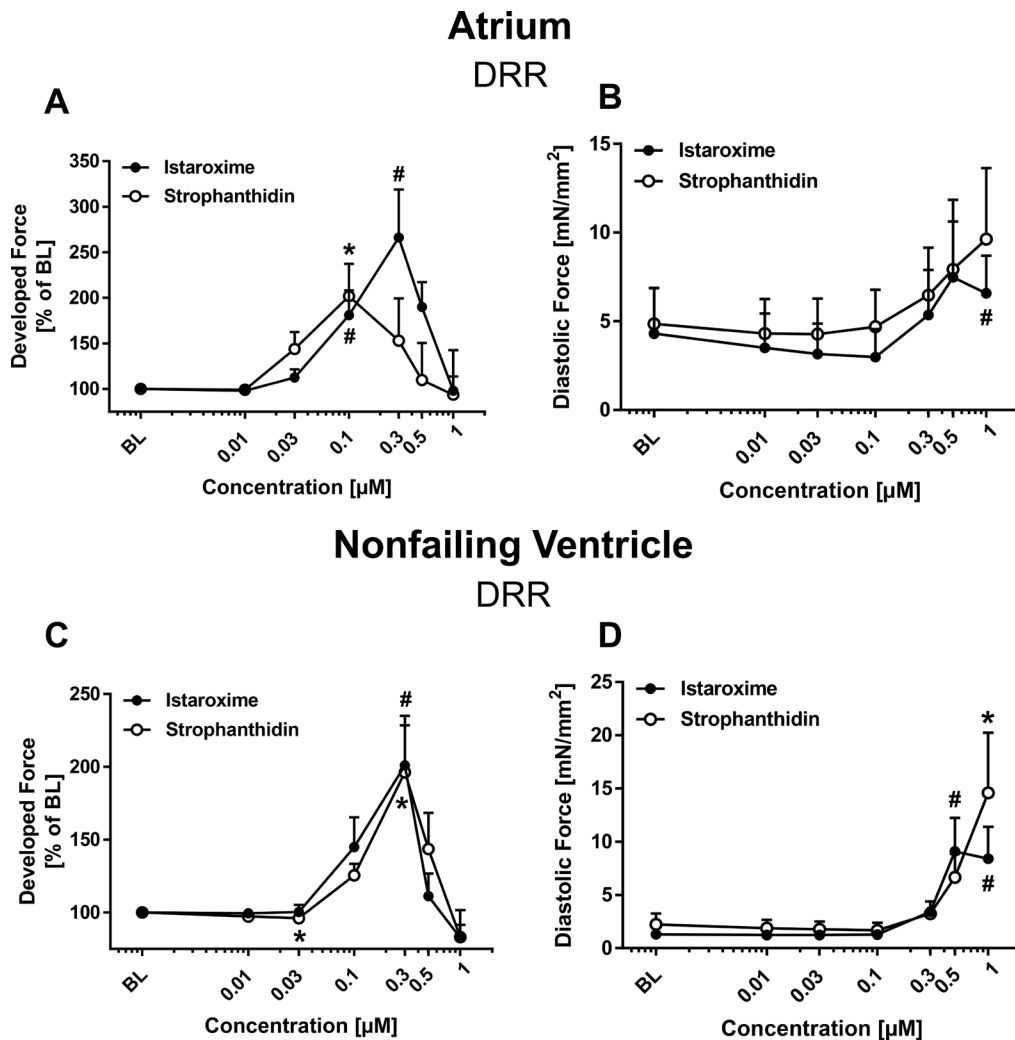 Atrium
DRR
A
Istaroxime
Strophanthidin
Developed Force
[% of BL]
350
300
250
200
150
100
#
*
#
BL
0.01
0.03
0.1
0.3
0.5
1
Concentration [µM]
B
Istaroxime
Strophanthidin
Diastolic Force [mN/mm²]
15
10
5
0
#
BL
0.01
0.03
0.1
0.3
0.5
1
Concentration [µM]
Nonfailing Ventricle
DRR
C
Istaroxime
Strophanthidin
Developed Force
[% of BL]
250
200
150
100
#
*
*
BL
0.01
0.03
0.1
0.3
0.5
1
Concentration [µM]
D
Istaroxime
Strophanthidin
Diastolic Force [mN/mm²]
25
20
15
10
5
0
*
#
#
BL
0.01
0.03
0.1
0.3
0.5
1
Concentration [µM]